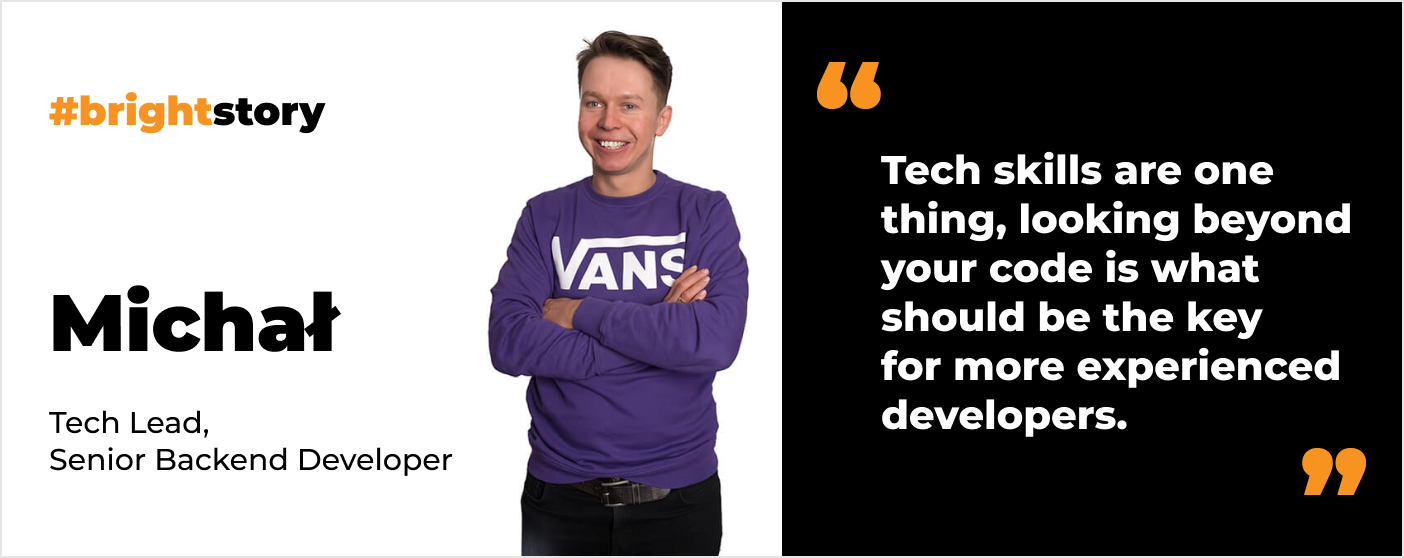 #brightstory
Michał
Tech Lead,
Senior Backend Developer
VANS
“
Tech skills are one
thing, looking beyond
your code is what
should be the key
for more experienced
developers.
”